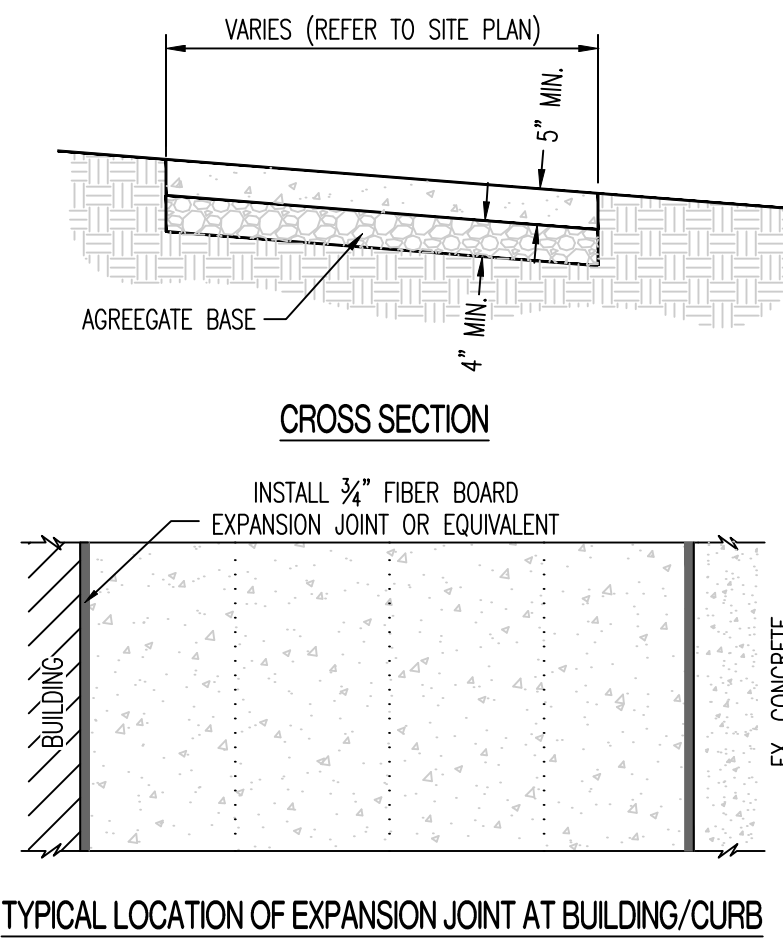 VARIES (REFER TO SITE PLAN)
5" MIN.
AGREEGATE BASE
4" MIN.
CROSS SECTION
INSTALL ¾" FIBER BOARD
EXPANSION JOINT OR EQUIVALENT
BUILDING
EX. CONCRETE
TYPICAL LOCATION OF EXPANSION JOINT AT BUILDING/CURB